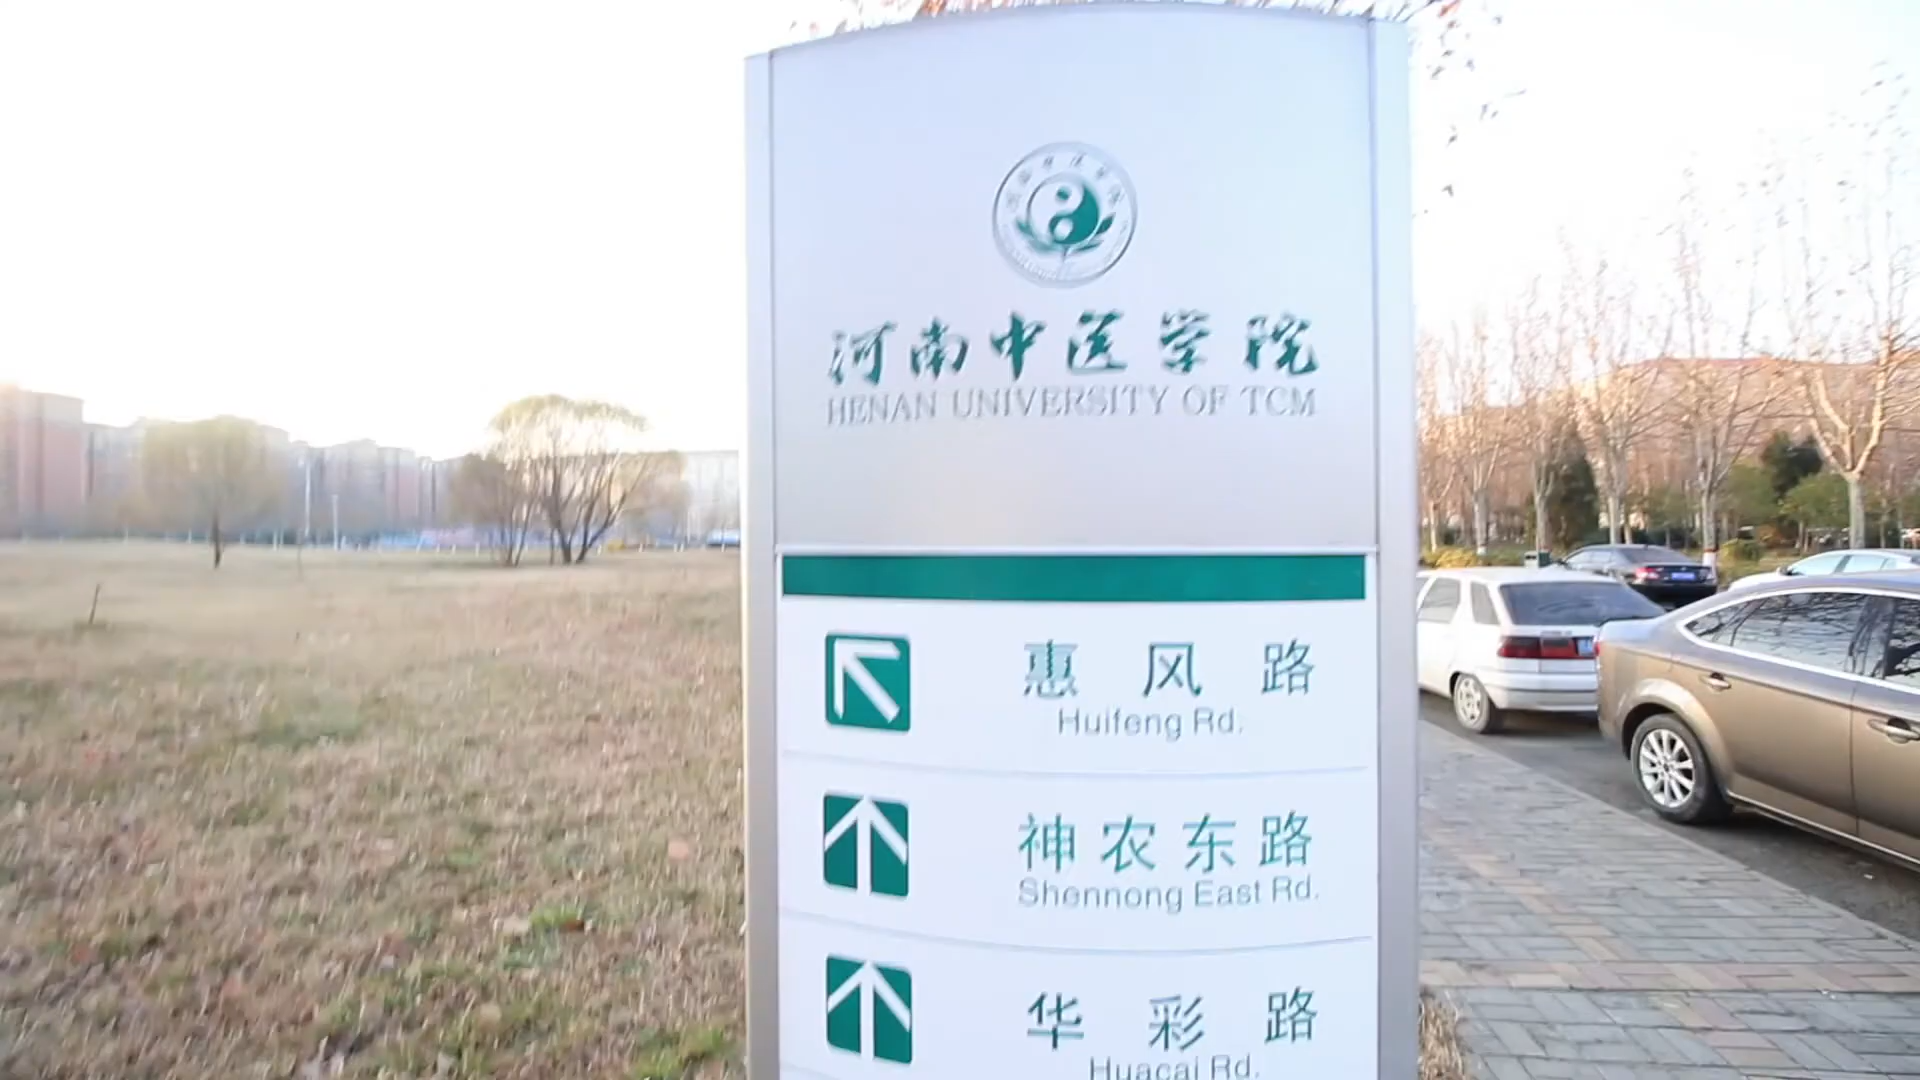 河南中医学院
HENAN UNIVERSITY OF TCM
惠风路
Huifeng Rd.
神农东路
Shennong East Rd.
华彩路
Huacai Rd.